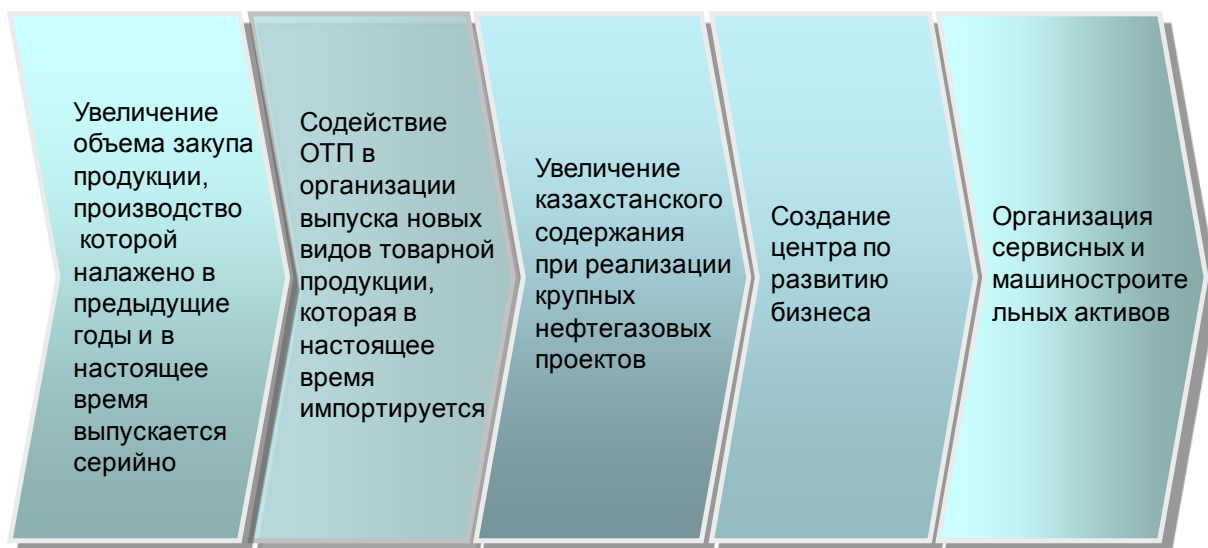 Увеличение
объема закупа
продукции,
производство
которой
налажено в
предыдущие
годы и в
настоящее
время
выпускается
серийно
Содействие
ОТП в
организации
выпуска новых
видов товарной
продукции,
которая в
настоящее
время
импортируется
Увеличение
казахстанского
содержания
при реализации
крупных
нефтегазовых
проектов
Создание
центра по
развитию
бизнеса
Организация
сервисных и
машиностроите
льных активов